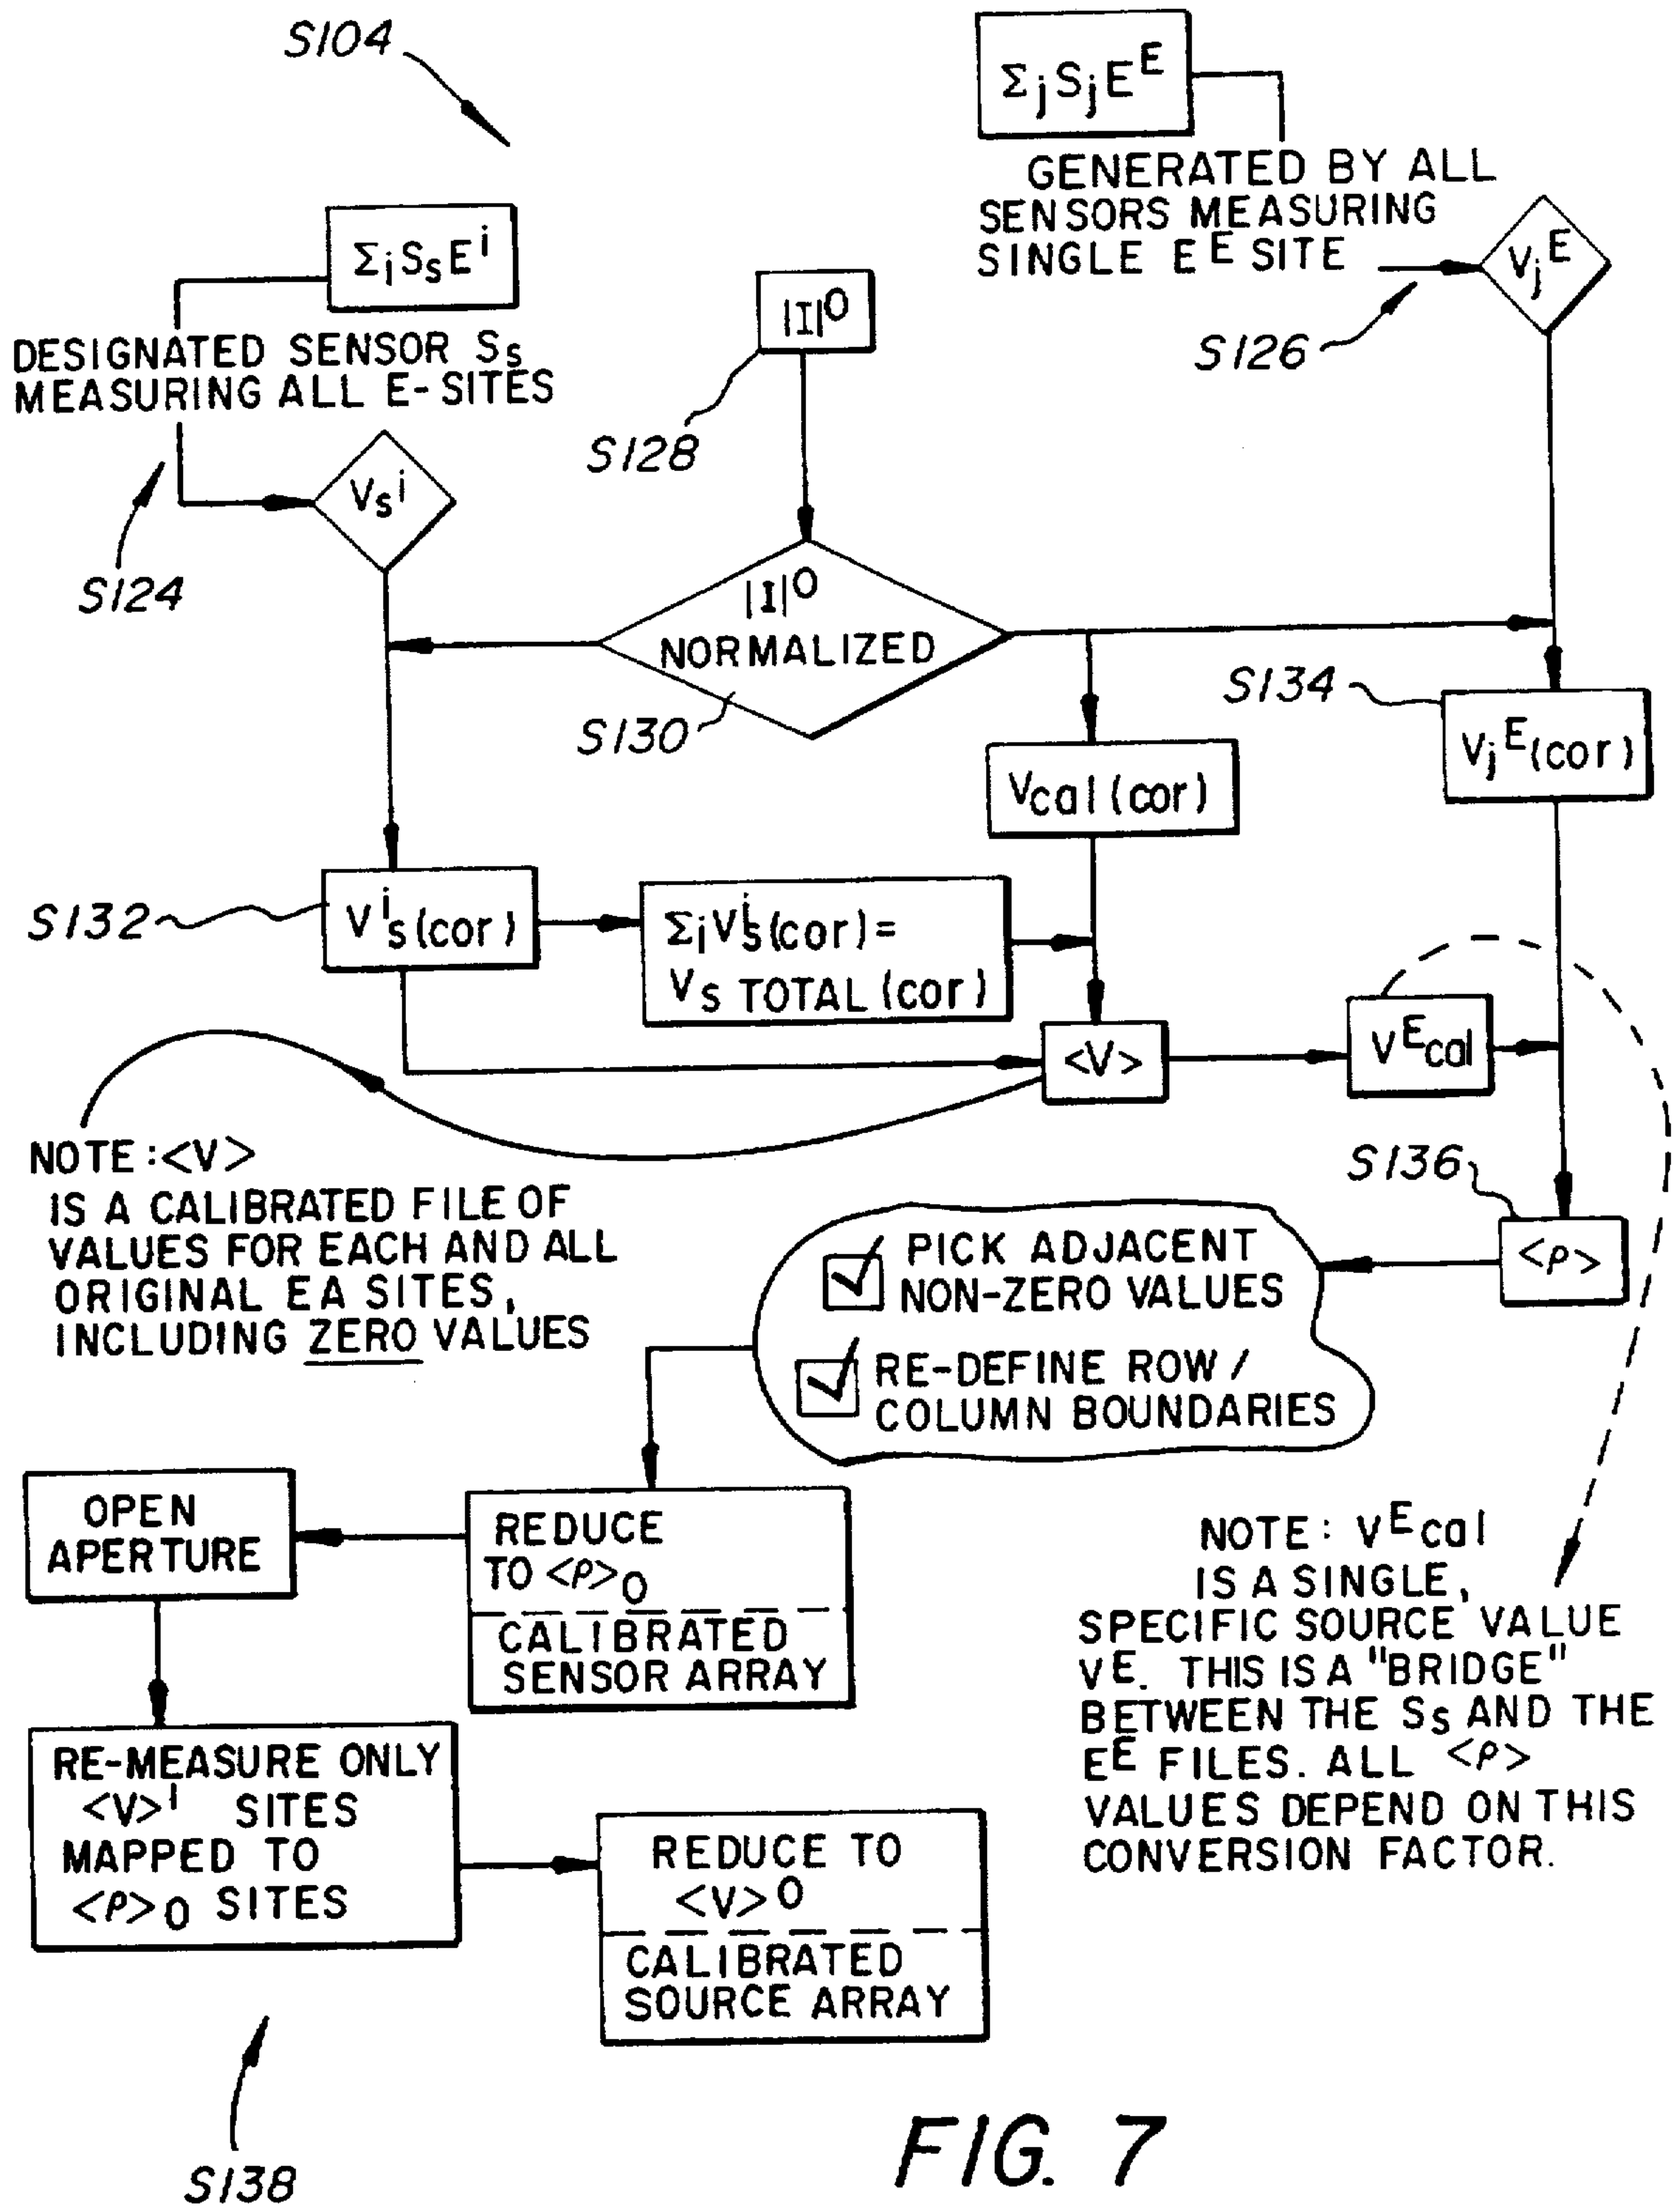 S104
Σj Sj E^E
GENERATED BY ALL
SENSORS MEASURING
SINGLE E^E SITE
Vj^E
S126
Σi Ss E^i
DESIGNATED SENSOR Ss
MEASURING ALL E-SITES
Vs^i
S124
|I|^0
S128
|I|^0
NORMALIZED
S130
S134
Vj^E(cor)
Vcal(cor)
S132
V^i s(cor)
Σi V^i s(cor) =
Vs TOTAL (cor)
<V>
V^E cal
NOTE: <V>
IS A CALIBRATED FILE OF
VALUES FOR EACH AND ALL
ORIGINAL EA SITES,
INCLUDING ZERO VALUES
S136
<ρ>
PICK ADJACENT
NON-ZERO VALUES
RE-DEFINE ROW /
COLUMN BOUNDARIES
OPEN
APERTURE
REDUCE
TO <ρ>0
CALIBRATED
SENSOR ARRAY
NOTE: V^E cal
IS A SINGLE,
SPECIFIC SOURCE VALUE
V^E. THIS IS A "BRIDGE"
BETWEEN THE Ss AND THE
E^E FILES. ALL <ρ>
VALUES DEPEND ON THIS
CONVERSION FACTOR.
RE-MEASURE ONLY
<V>^i SITES
MAPPED TO
<ρ>0 SITES
REDUCE TO
<V>^0
CALIBRATED
SOURCE ARRAY
S138
FIG. 7